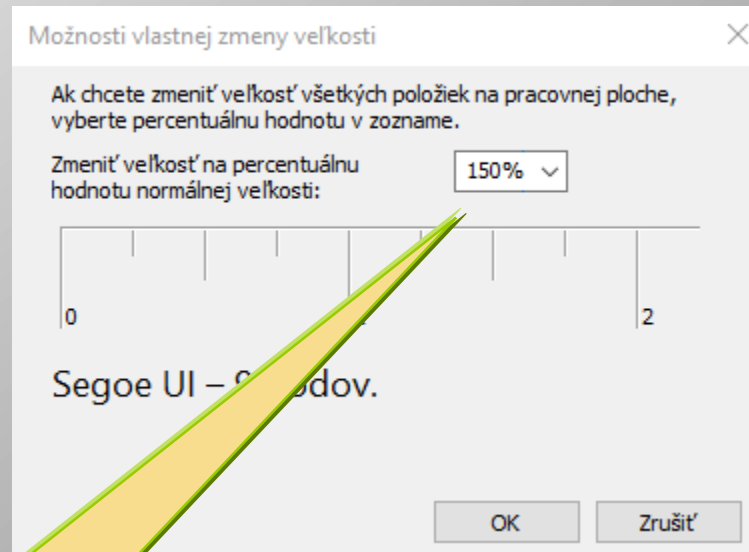 Možnosti vlastnej zmeny veľkosti
Ak chcete zmeniť veľkosť všetkých položiek na pracovnej ploche,
vyberte percentuálnu hodnotu v zozname.
Zmeniť veľkosť na percentuálnu
hodnotu normálnej veľkosti:
150%
0
2
Segoe UI –
OK
Zrušiť